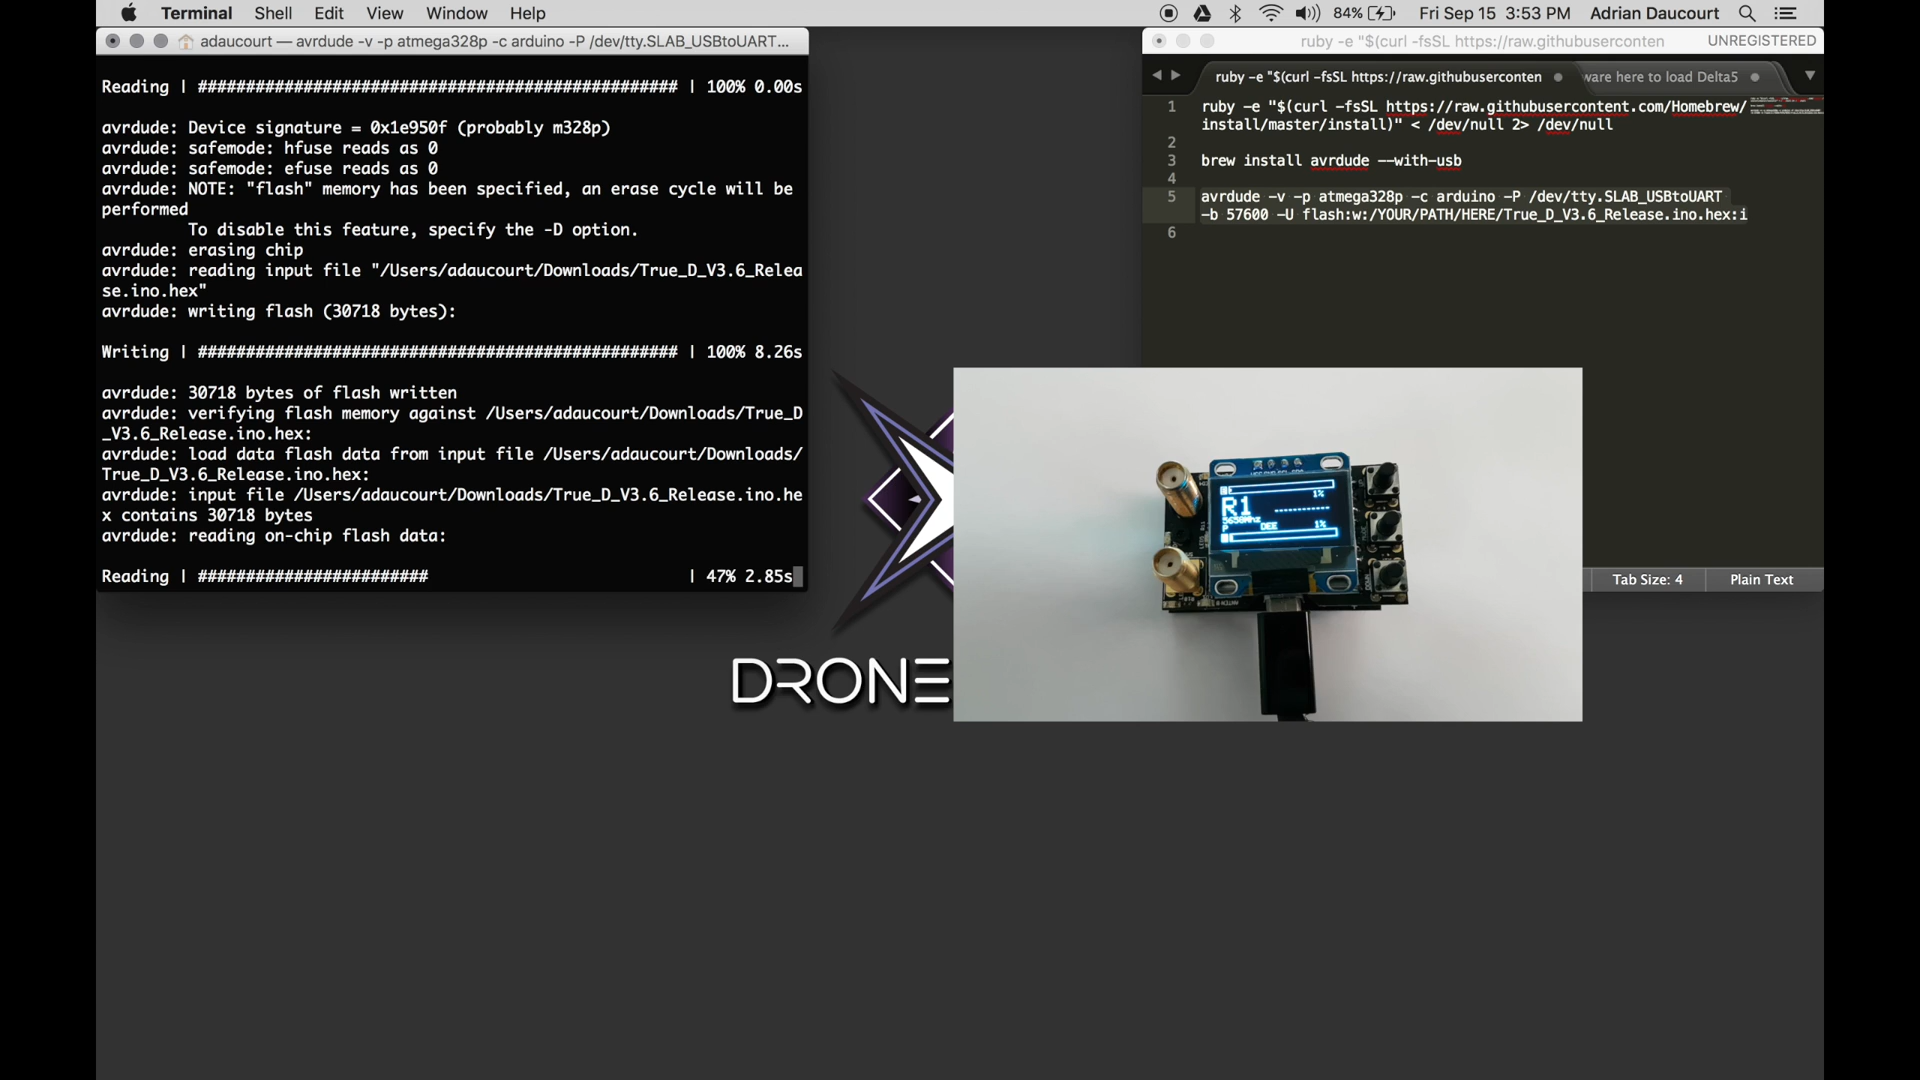 Terminal Shell Edit View Window Help 84% Fri Sep 15 3:53 PM Adrian Daucourt
adaucourt — avrdude -v -p atmega328p -c arduino -P /dev/tty.SLAB_USBtoUART...
Reading | ################################################ | 100% 0.00s
avrdude: Device signature = 0x1e950f (probably m328p)
avrdude: safemode: hfuse reads as 0
avrdude: safemode: efuse reads as 0
avrdude: NOTE: "flash" memory has been specified, an erase cycle will be
performed
To disable this feature, specify the -D option.
avrdude: erasing chip
avrdude: reading input file "/Users/adaucourt/Downloads/True_D_V3.6_Relea
se.ino.hex"
avrdude: writing flash (30718 bytes):
Writing | ################################################ | 100% 8.26s
avrdude: 30718 bytes of flash written
avrdude: verifying flash memory against /Users/adaucourt/Downloads/True_D
_V3.6_Release.ino.hex:
avrdude: load data flash data from input file /Users/adaucourt/Downloads/
True_D_V3.6_Release.ino.hex:
avrdude: input file /Users/adaucourt/Downloads/True_D_V3.6_Release.ino.he
x contains 30718 bytes
avrdude: reading on-chip flash data:
Reading | ####################### | 47% 2.85s
ruby -e "$(curl -fsSL https://raw.githubuserconten UNREGISTERED
ruby -e "$(curl -fsSL https://raw.githubuserconten ware here to load Delta5
1 ruby -e "$(curl -fsSL https://raw.githubusercontent.com/Homebrew/
install/master/install)" < /dev/null 2> /dev/null
2
3 brew install avrdude --with-usb
4
5 avrdude -v -p atmega328p -c arduino -P /dev/tty.SLAB_USBtoUART
-b 57600 -U flash:w:/YOUR/PATH/HERE/True_D_V3.6_Release.ino.hex:i
6
Tab Size: 4 Plain Text
1%
R1
5658Mhz
P DEE 1%
DRONE